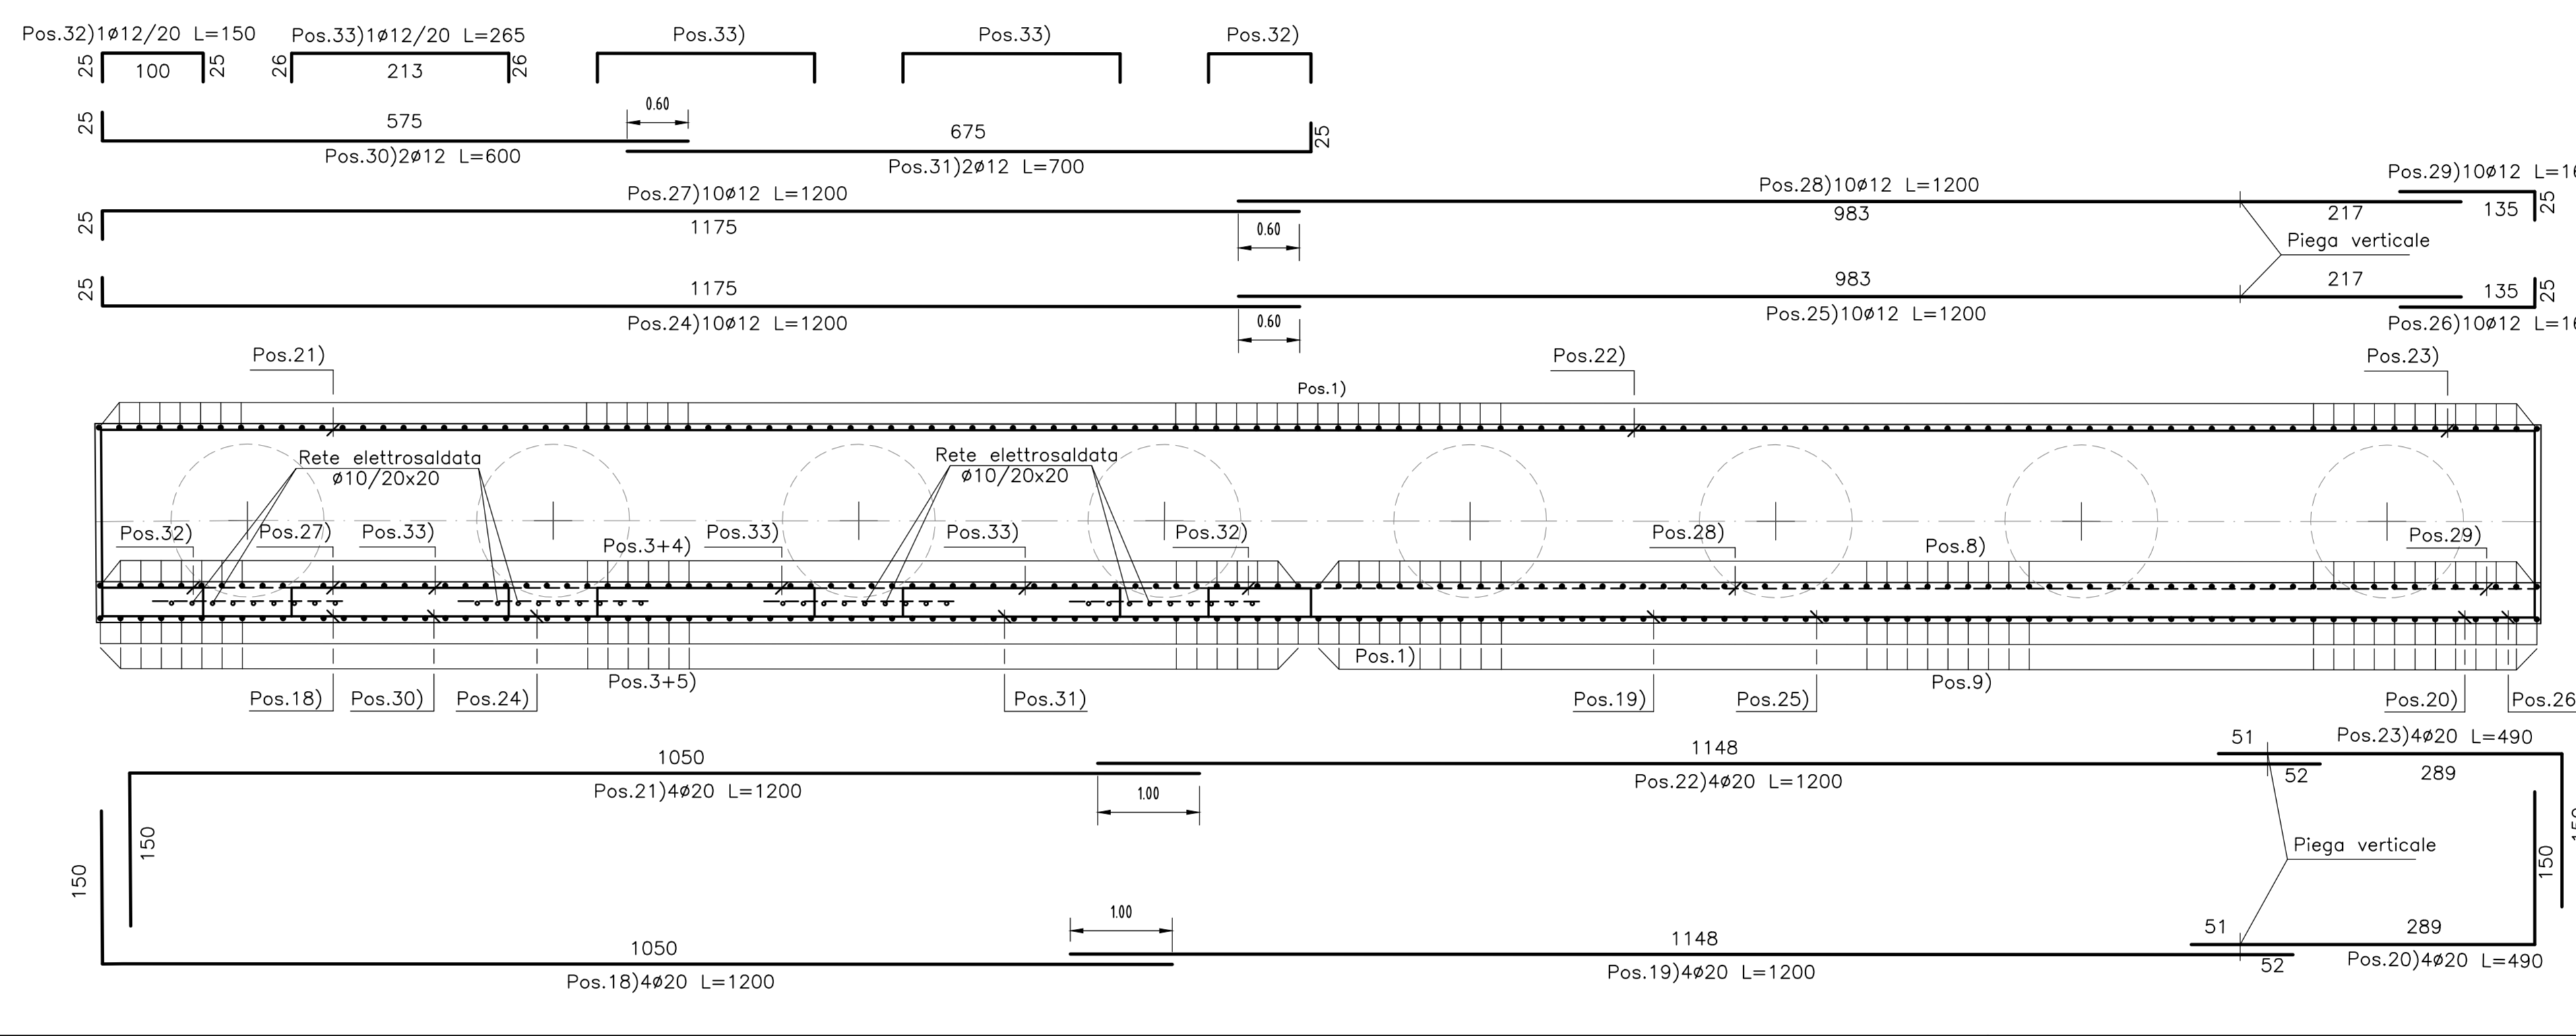 Pos.32)1ø12/20 L=150
Pos.33)1ø12/20 L=265
Pos.33)
Pos.33)
Pos.32)
25
100
25
26
213
26
25
575
0.60
675
25
Pos.30)2ø12 L=600
Pos.31)2ø12 L=700
Pos.27)10ø12 L=1200
Pos.28)10ø12 L=1200
Pos.29)10ø12 L=16
25
1175
0.60
983
217
135
25
Piega verticale
25
1175
983
217
135
25
Pos.24)10ø12 L=1200
0.60
Pos.25)10ø12 L=1200
Pos.26)10ø12 L=16
Pos.21)
Pos.22)
Pos.23)
Pos.1)
Rete elettrosaldata
ø10/20x20
Rete elettrosaldata
ø10/20x20
Pos.32)
Pos.27)
Pos.33)
Pos.3+4)
Pos.33)
Pos.33)
Pos.32)
Pos.28)
Pos.8)
Pos.29)
Pos.1)
Pos.3+5)
Pos.9)
Pos.18)
Pos.30)
Pos.24)
Pos.31)
Pos.19)
Pos.25)
Pos.20)
Pos.26
1050
1148
51
Pos.23)4ø20 L=490
Pos.21)4ø20 L=1200
1.00
Pos.22)4ø20 L=1200
52
289
150
150
Piega verticale
150
1.00
1050
1148
51
289
Pos.18)4ø20 L=1200
Pos.19)4ø20 L=1200
52
Pos.20)4ø20 L=490